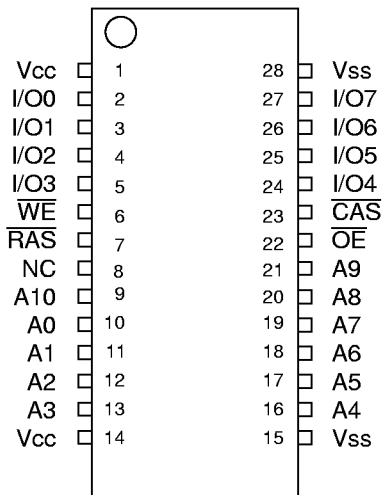 Vcc 1 28 Vss
I/O0 2 27 I/O7
I/O1 3 26 I/O6
I/O2 4 25 I/O5
I/O3 5 24 I/O4
WE 6 23 CAS
RAS 7 22 OE
NC 8 21 A9
A10 9 20 A8
A0 10 19 A7
A1 11 18 A6
A2 12 17 A5
A3 13 16 A4
Vcc 14 15 Vss